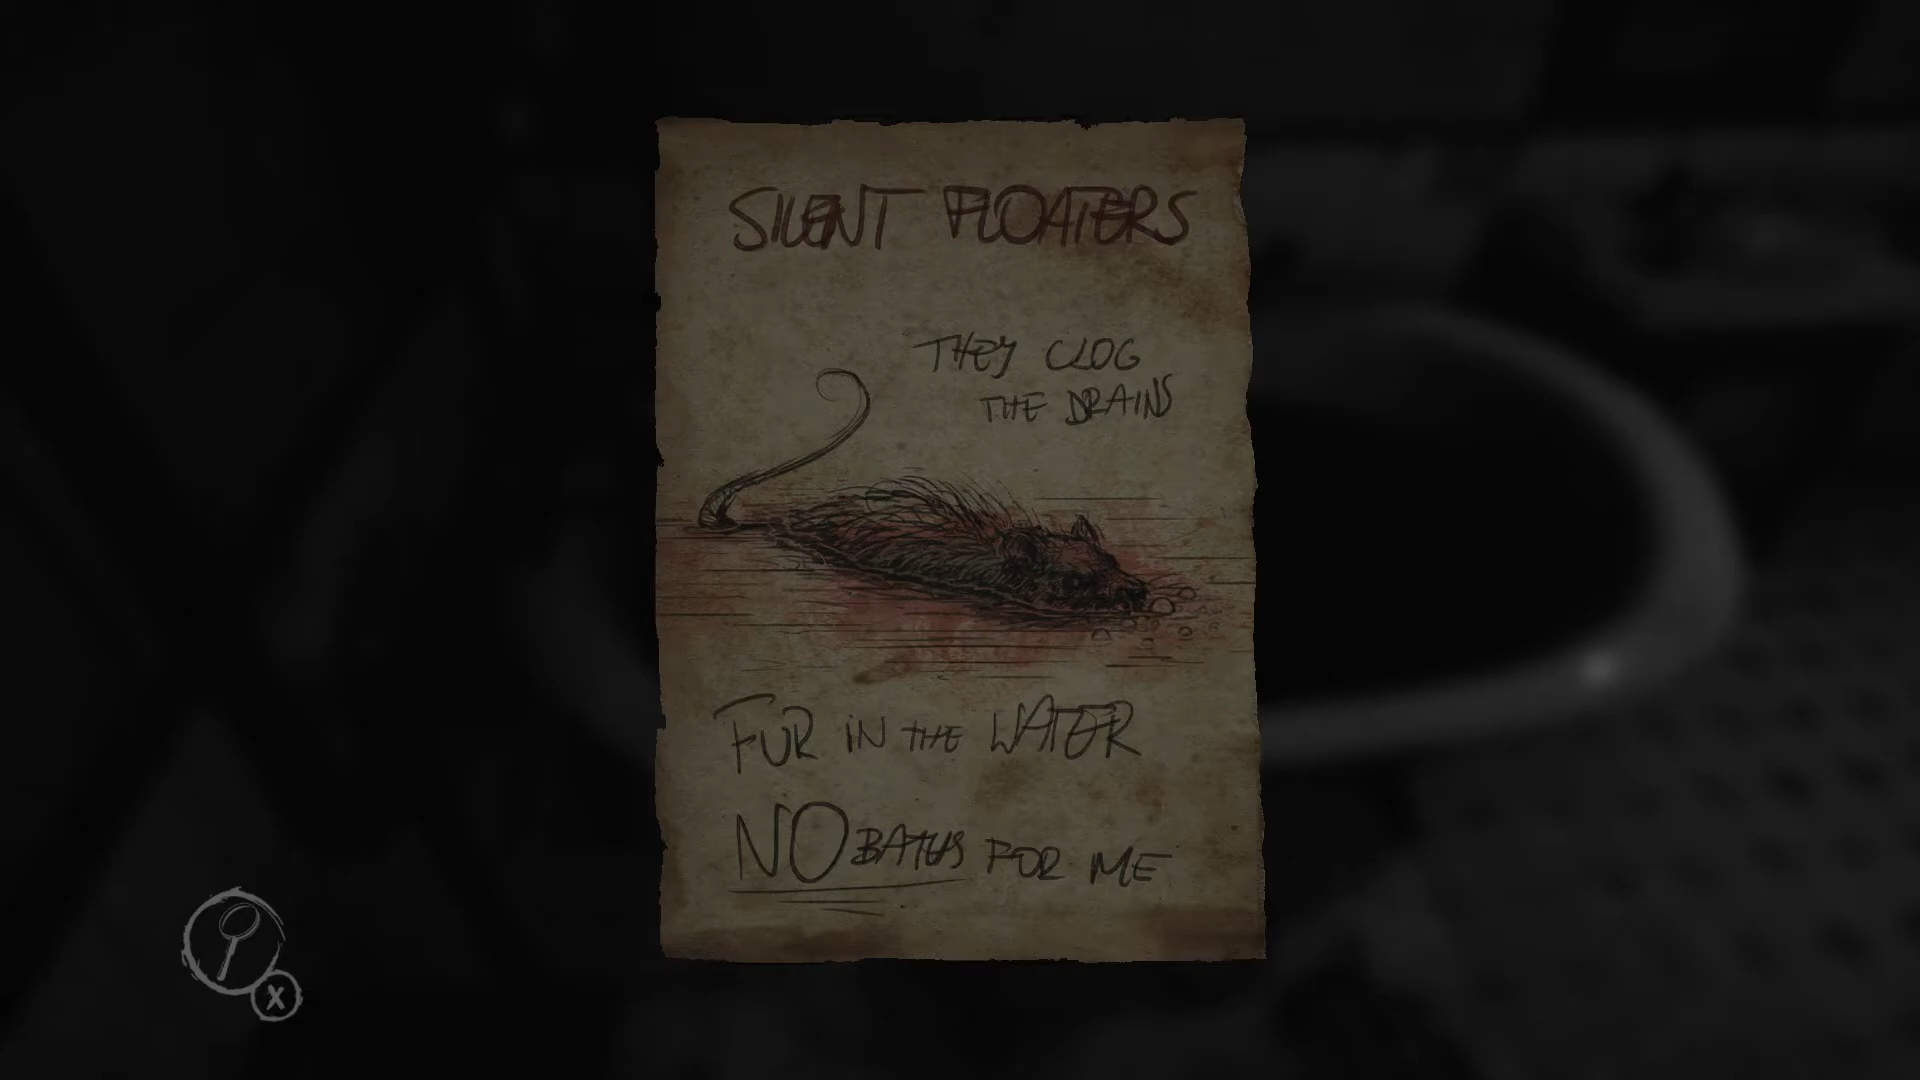 SILENT FLOATERS
THEY CLOG
THE DRAINS
FUR iN THE WATER
NO BATHS FOR ME
X